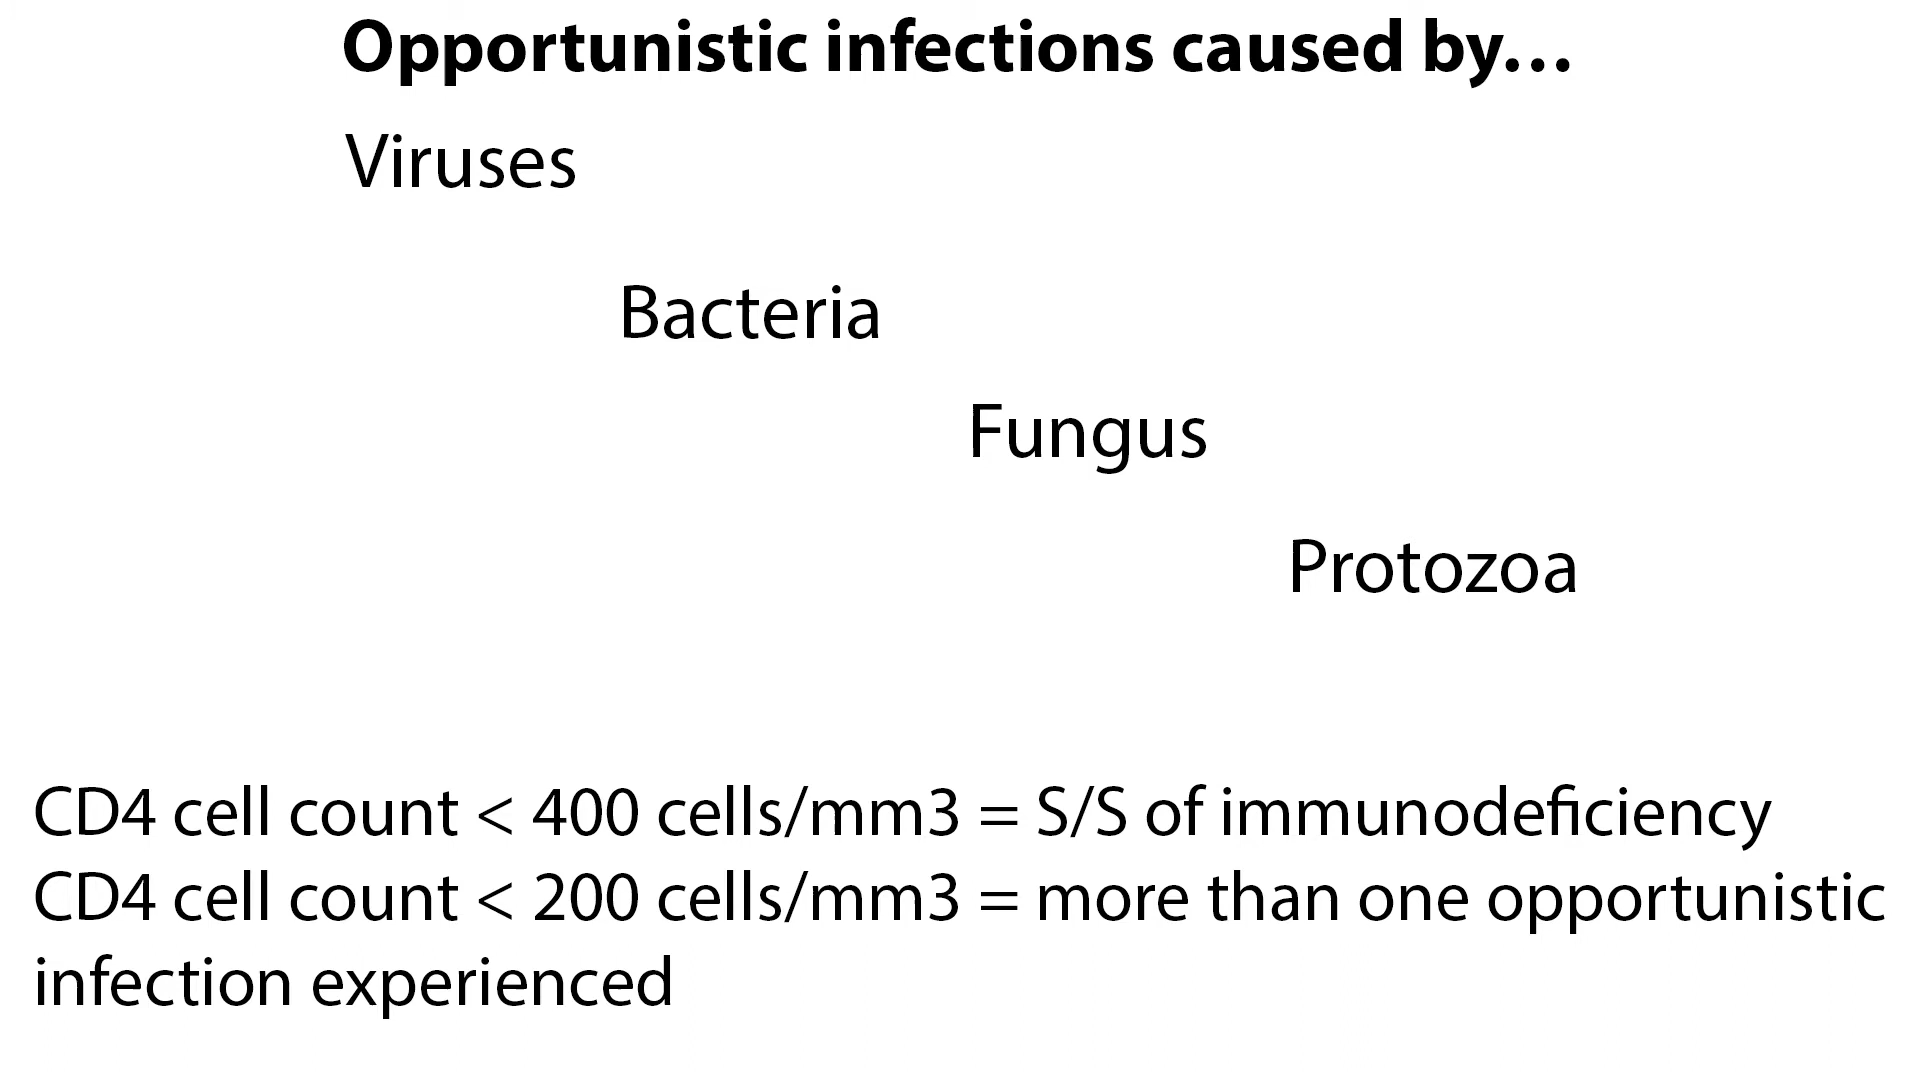 Opportunistic infections caused by...
Viruses
Bacteria
Fungus
Protozoa
CD4 cell count < 400 cells/mm3 = S/S of immunodeficiency
CD4 cell count < 200 cells/mm3 = more than one opportunistic
infection experienced